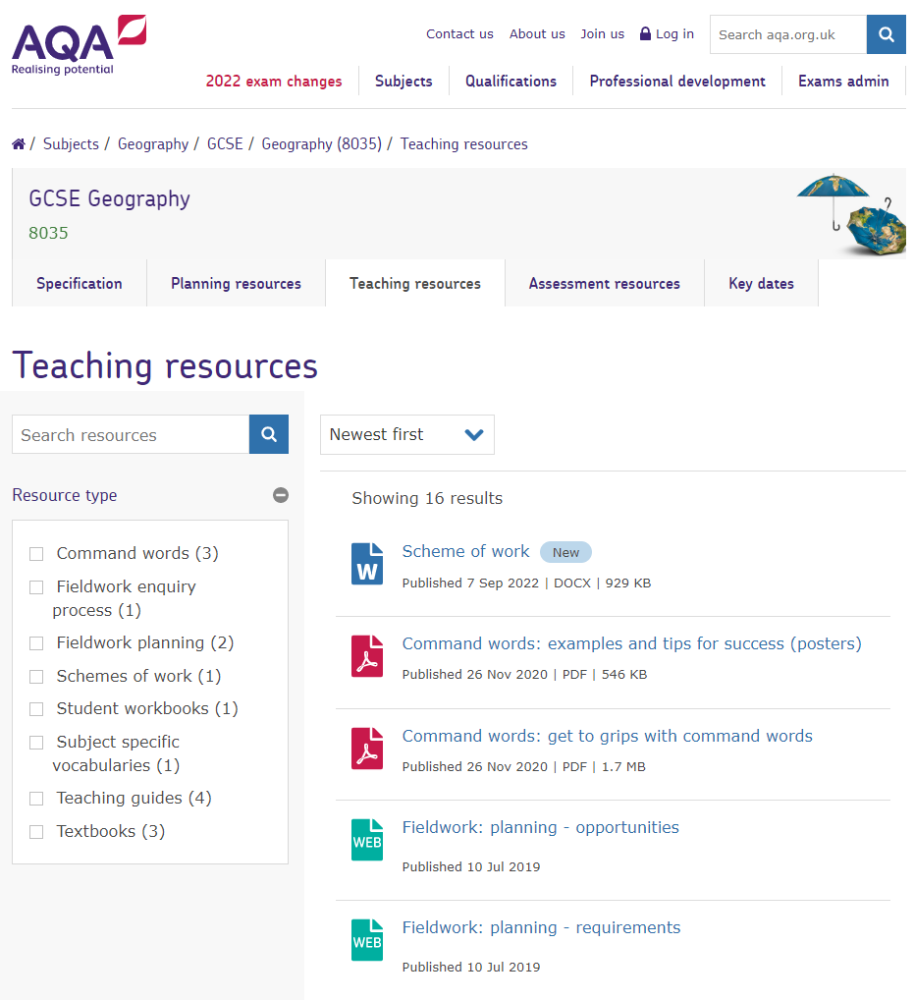 AQA
Realising potential
Contact us About us Join us Log in Search aqa.org.uk
2022 exam changes Subjects Qualifications Professional development Exams admin
/ Subjects / Geography / GCSE / Geography (8035) / Teaching resources
GCSE Geography
8035
Specification Planning resources Teaching resources Assessment resources Key dates
Teaching resources
Search resources
Resource type
Command words (3)
Fieldwork enquiry
process (1)
Fieldwork planning (2)
Schemes of work (1)
Student workbooks (1)
Subject specific
vocabularies (1)
Teaching guides (4)
Textbooks (3)
Newest first
Showing 16 results
W Scheme of work New
Published 7 Sep 2022 | DOCX | 929 KB
Command words: examples and tips for success (posters)
Published 26 Nov 2020 | PDF | 546 KB
Command words: get to grips with command words
Published 26 Nov 2020 | PDF | 1.7 MB
WEB Fieldwork: planning - opportunities
Published 10 Jul 2019
WEB Fieldwork: planning - requirements
Published 10 Jul 2019